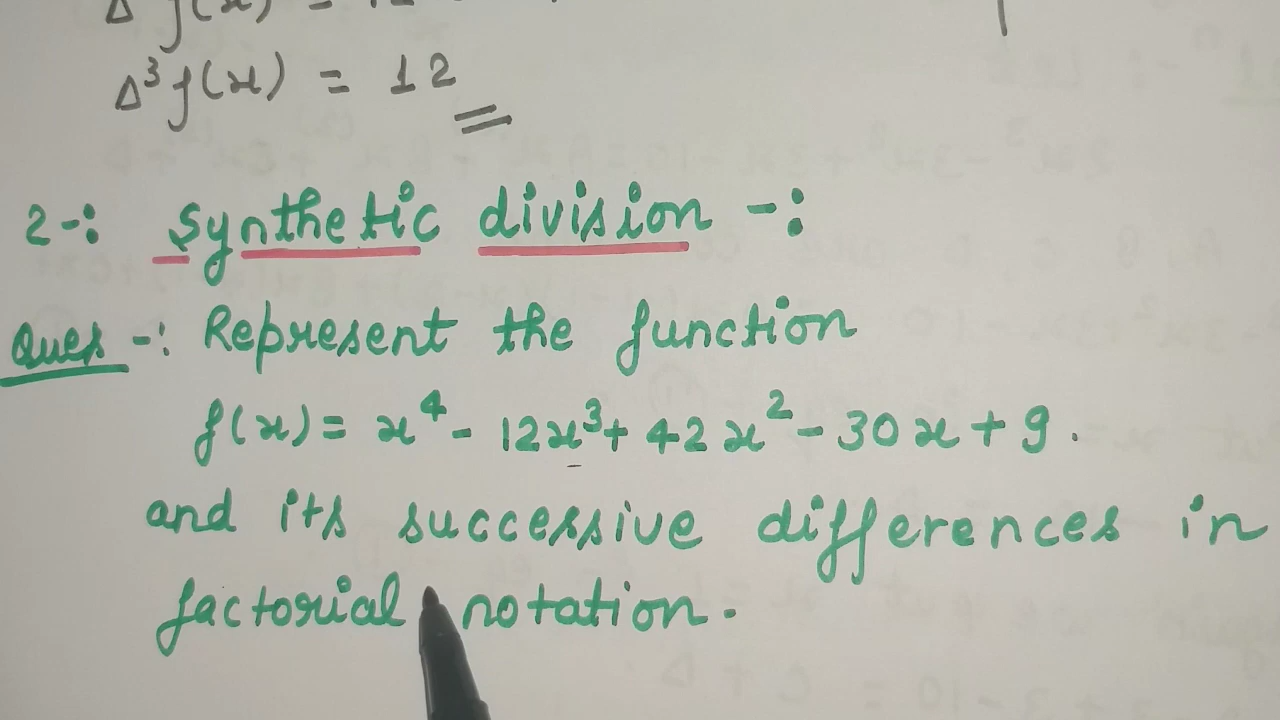 Δ f(x) = 12
Δ³f(x) = 12
2-: Synthetic division -:
Ques -: Represent the function
f(x) = x⁴ - 12x³ + 42x² - 30x + 9.
and its successive differences in
factorial notation.